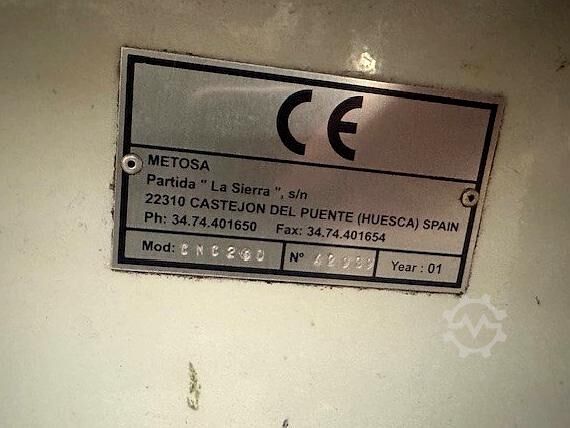 CE
METOSA
Partida " La Sierra ", s/n
22310 CASTEJON DEL PUENTE (HUESCA) SPAIN
Ph: 34.74.401650 Fax: 34.74.401654
Mod: Nº Year : 01